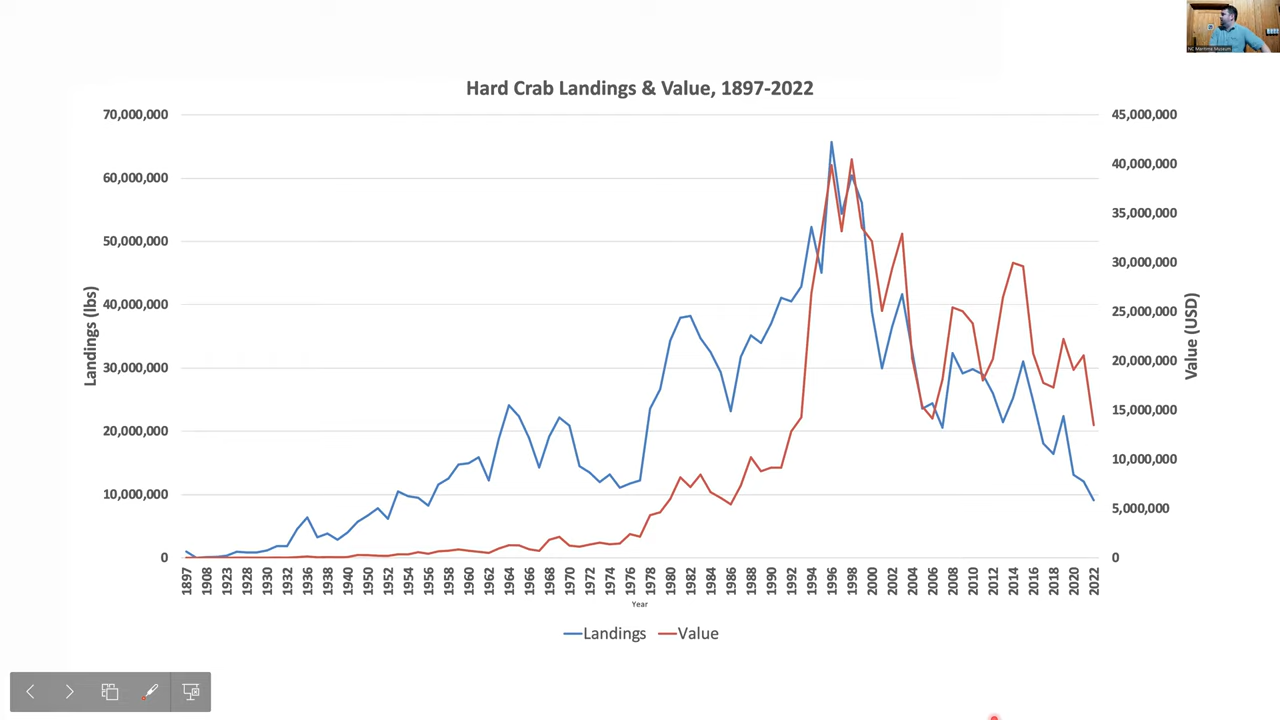 NC Maritime Museum
Hard Crab Landings & Value, 1897-2022
70,000,000
60,000,000
50,000,000
40,000,000
30,000,000
20,000,000
10,000,000
0
Landings (lbs)
45,000,000
40,000,000
35,000,000
30,000,000
25,000,000
20,000,000
15,000,000
10,000,000
5,000,000
0
Value (USD)
1897 1908 1923 1928 1930 1932 1936 1938 1940 1950 1952 1954 1956 1958 1960 1962 1964 1966 1968 1970 1972 1974 1976 1978 1980 1982 1984 1986 1988 1990 1992 1994 1996 1998 2000 2002 2004 2006 2008 2010 2012 2014 2016 2018 2020 2022
Year
Landings Value